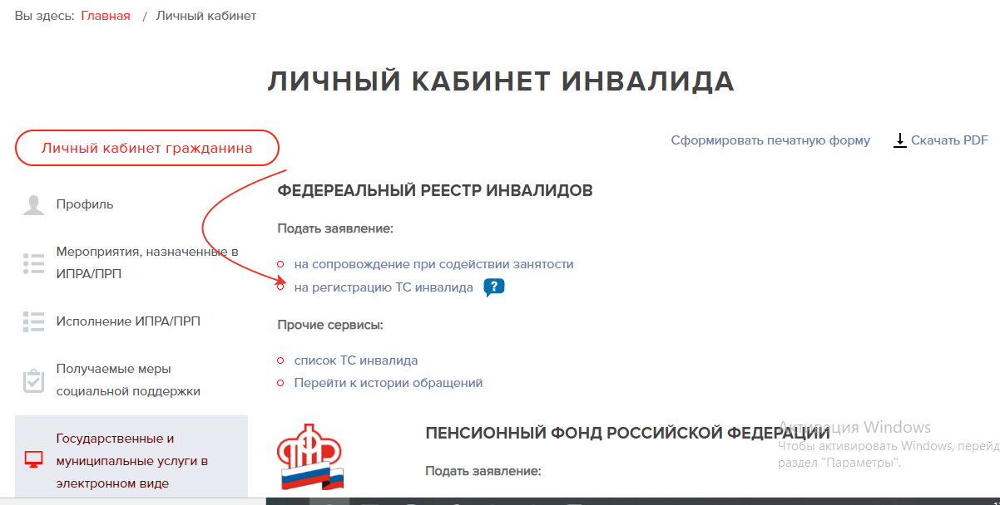 Вы здесь: Главная / Личный кабинет
ЛИЧНЫЙ КАБИНЕТ ИНВАЛИДА
Личный кабинет гражданина
Сформировать печатную форму
Скачать PDF
Профиль
Мероприятия, назначенные в
ИПРА/ПРП
Исполнение ИПРА/ПРП
Получаемые меры
социальной поддержки
Государственные и
муниципальные услуги в
электронном виде
ФЕДЕРЕАЛЬНЫЙ РЕЕСТР ИНВАЛИДОВ
Подать заявление:
на сопровождение при содействии занятости
на регистрацию ТС инвалида ?
Прочие сервисы:
список ТС инвалида
Перейти к истории обращений
ПЕНСИОННЫЙ ФОНД РОССИЙСКОЙ ФЕДЕРАЦИИ
Подать заявление:
Активация Windows
Чтобы активировать Windows, перейд
раздел "Параметры".